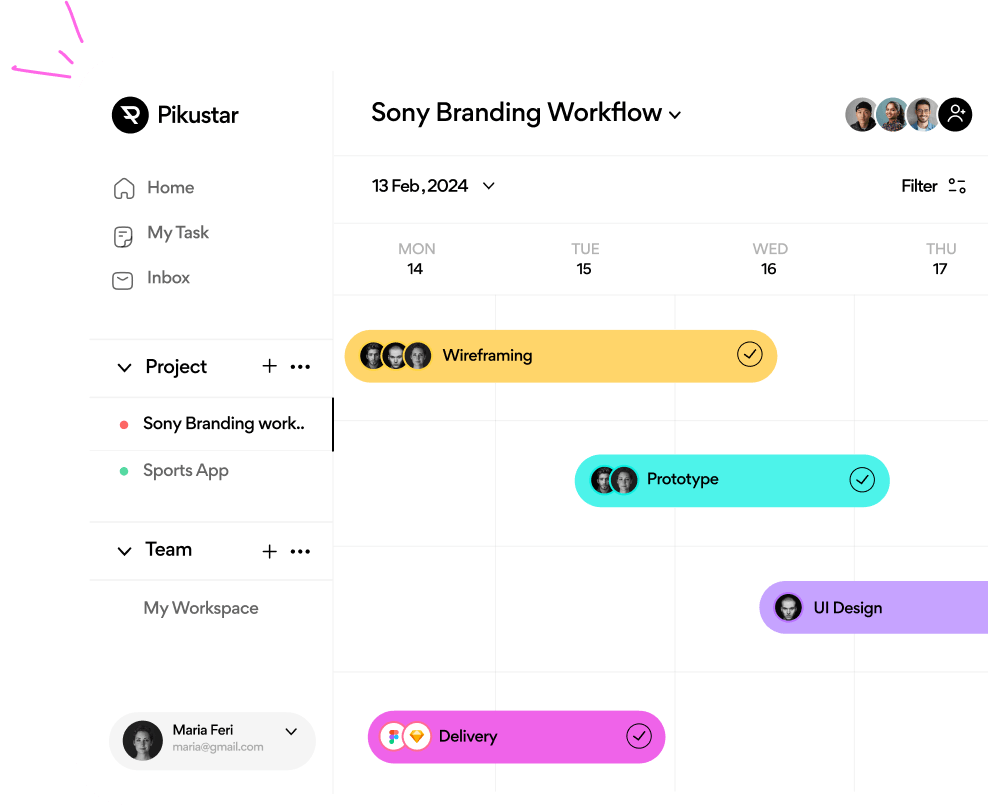 Pikustar
Home
My Task
Inbox
Project
Sony Branding work..
Sports App
Team
My Workspace
Maria Feri
maria@gmail.com
Sony Branding Workflow
13 Feb,2024
Filter
MON TUE WED THU
14 15 16 17
Wireframing
Prototype
UI Design
Delivery